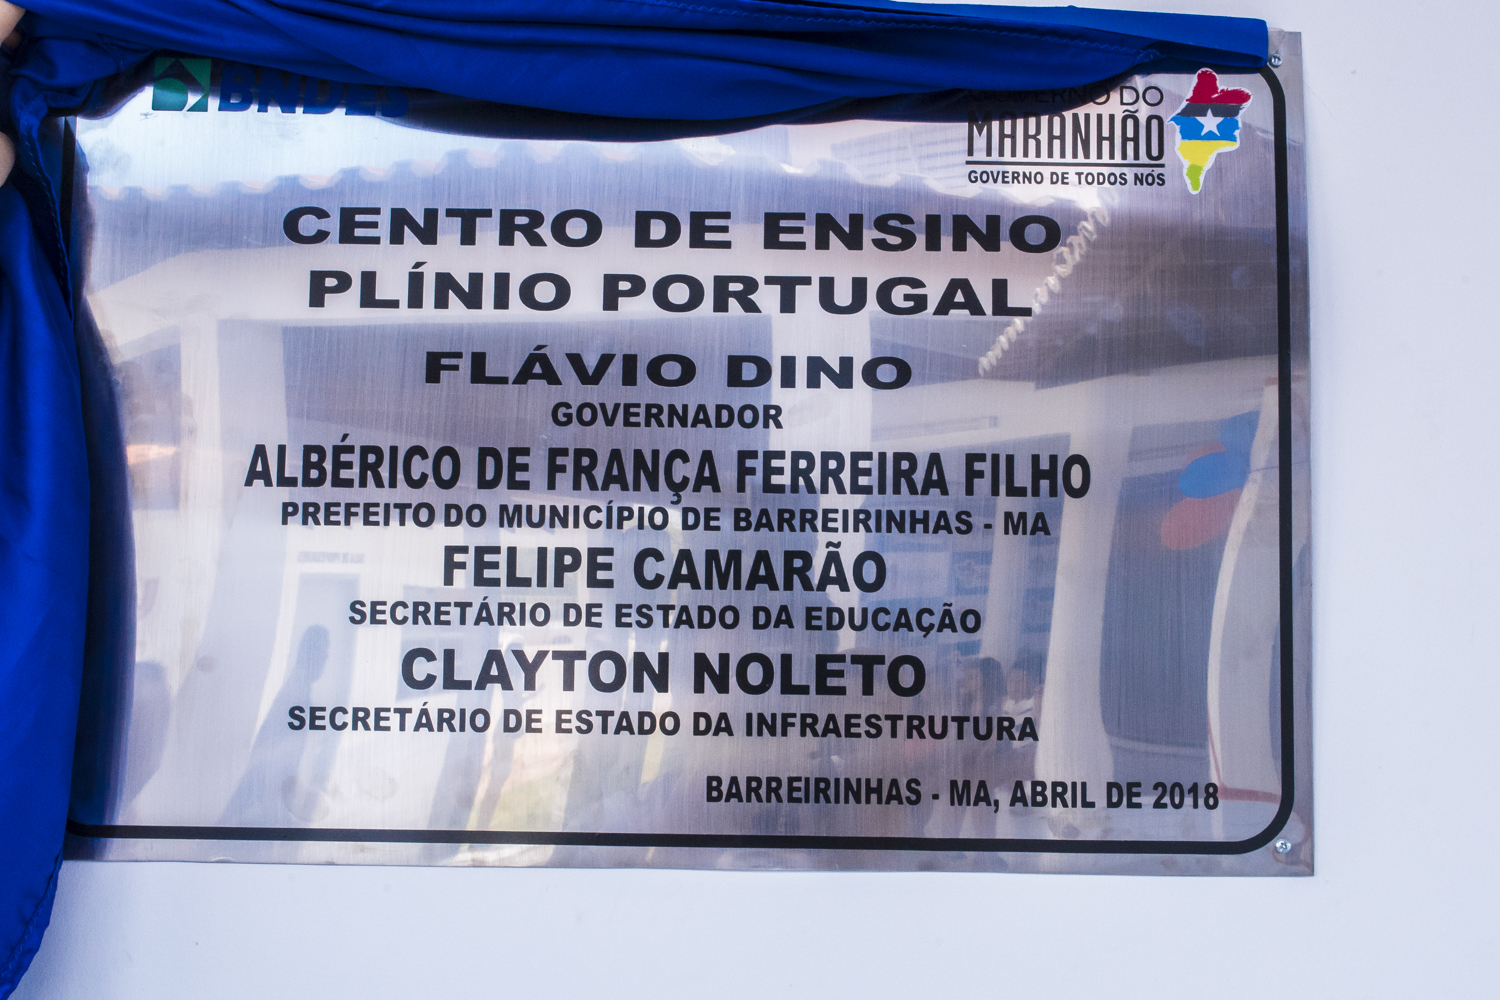 BNDES
GOVERNO DO
MARANHÃO
GOVERNO DE TODOS NÓS
CENTRO DE ENSINO
PLÍNIO PORTUGAL
FLÁVIO DINO
GOVERNADOR
ALBÉRICO DE FRANÇA FERREIRA FILHO
PREFEITO DO MUNICÍPIO DE BARREIRINHAS - MA
FELIPE CAMARÃO
SECRETÁRIO DE ESTADO DA EDUCAÇÃO
CLAYTON NOLETO
SECRETÁRIO DE ESTADO DA INFRAESTRUTURA
BARREIRINHAS - MA, ABRIL DE 2018